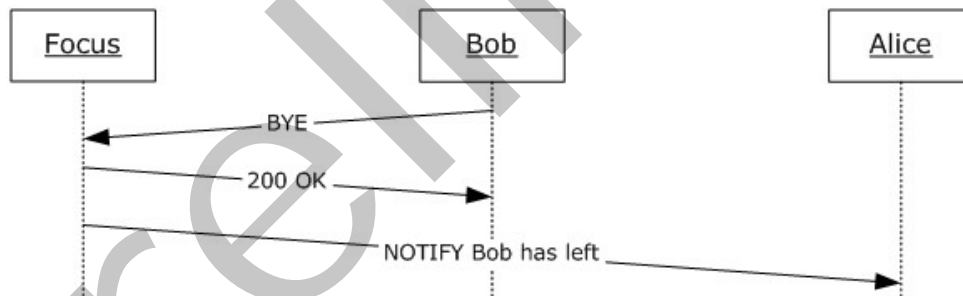 Focus
Bob
Alice
BYE
200 OK
NOTIFY Bob has left